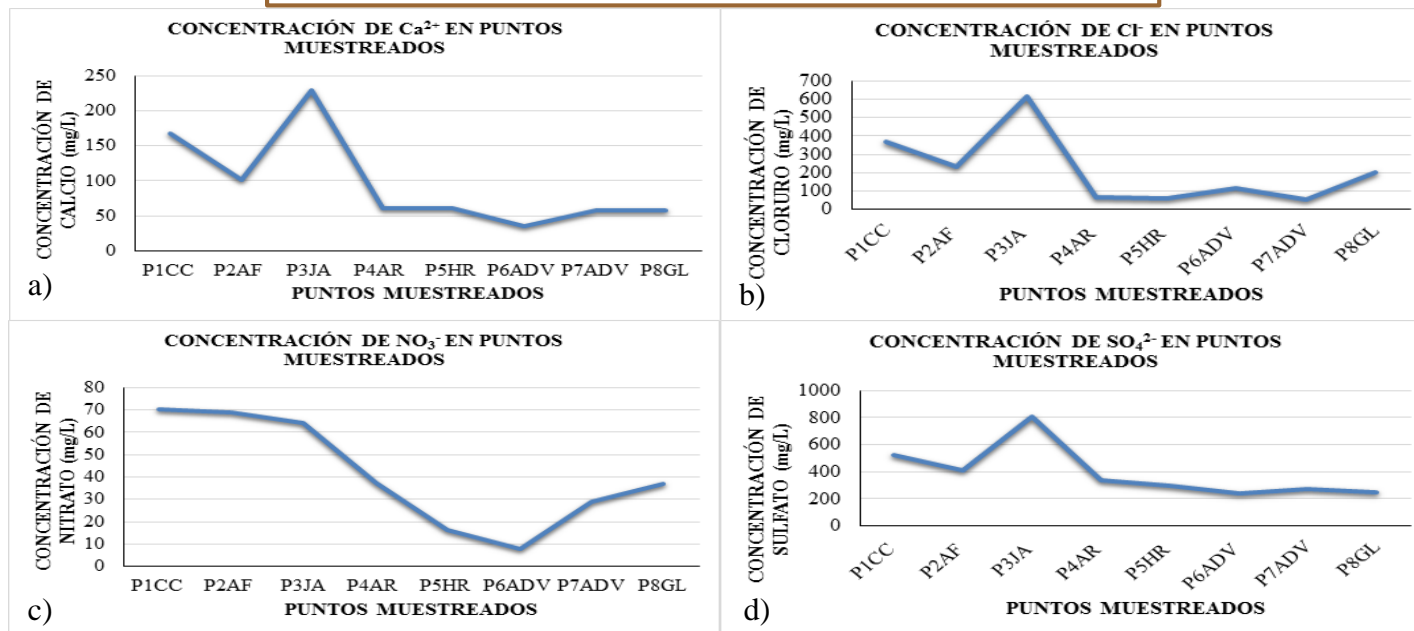 CONCENTRACIÓN DE Ca²⁺ EN PUNTOS
MUESTREADOS
CONCENTRACIÓN DE
CALCIO (mg/L)
250
200
150
100
50
0
P1CC P2AF P3JA P4AR P5HR P6ADV P7ADV P8GL
PUNTOS MUESTREADOS
a)
CONCENTRACIÓN DE Cl⁻ EN PUNTOS
MUESTREADOS
CONCENTRACIÓN DE
CLORURO (mg/L)
700
600
500
400
300
200
100
0
P1CC P2AF P3JA P4AR P5HR P6ADV P7ADV P8GL
PUNTOS MUESTREADOS
b)
CONCENTRACIÓN DE NO₃⁻ EN PUNTOS
MUESTREADOS
CONCENTRACIÓN DE
NITRATO (mg/L)
80
70
60
50
40
30
20
10
0
P1CC P2AF P3JA P4AR P5HR P6ADV P7ADV P8GL
PUNTOS MUESTREADOS
c)
CONCENTRACIÓN DE SO₄²⁻ EN PUNTOS
MUESTREADOS
CONCENTRACIÓN DE
SULFATO (mg/L)
1000
800
600
400
200
0
P1CC P2AF P3JA P4AR P5HR P6ADV P7ADV P8GL
PUNTOS MUESTREADOS
d)